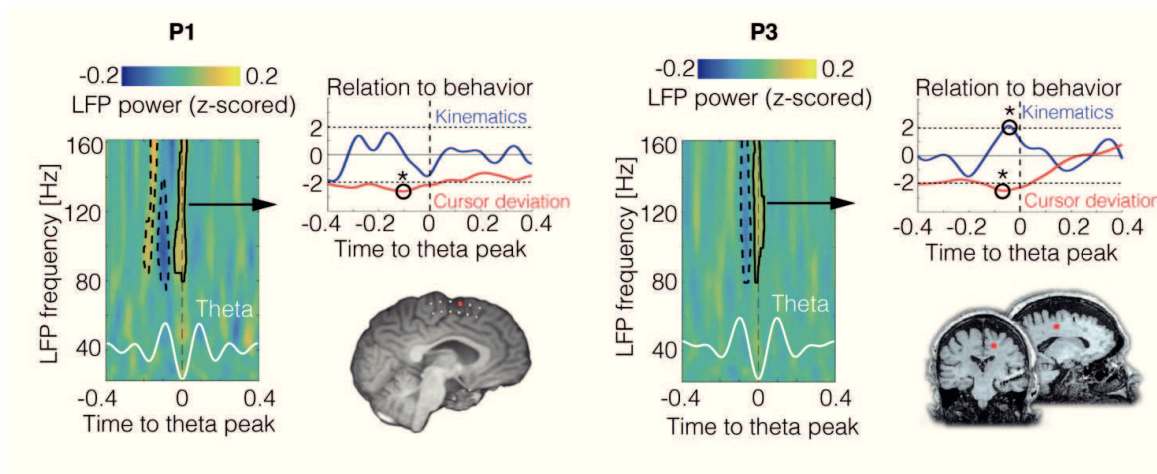 P1
-0.2 0.2
LFP power (z-scored)
Relation to behavior
Kinematics
2
0
-2
*
Cursor deviation
-0.4 -0.2 0 0.2 0.4
Time to theta peak
LFP frequency [Hz]
160
120
80
40
Theta
-0.4 0 0.4
Time to theta peak
P3
-0.2 0.2
LFP power (z-scored)
Relation to behavior
* Kinematics
2
0
-2
*
Cursor deviation
-0.4 -0.2 0 0.2 0.4
Time to theta peak
LFP frequency [Hz]
160
120
80
40
Theta
-0.4 0 0.4
Time to theta peak